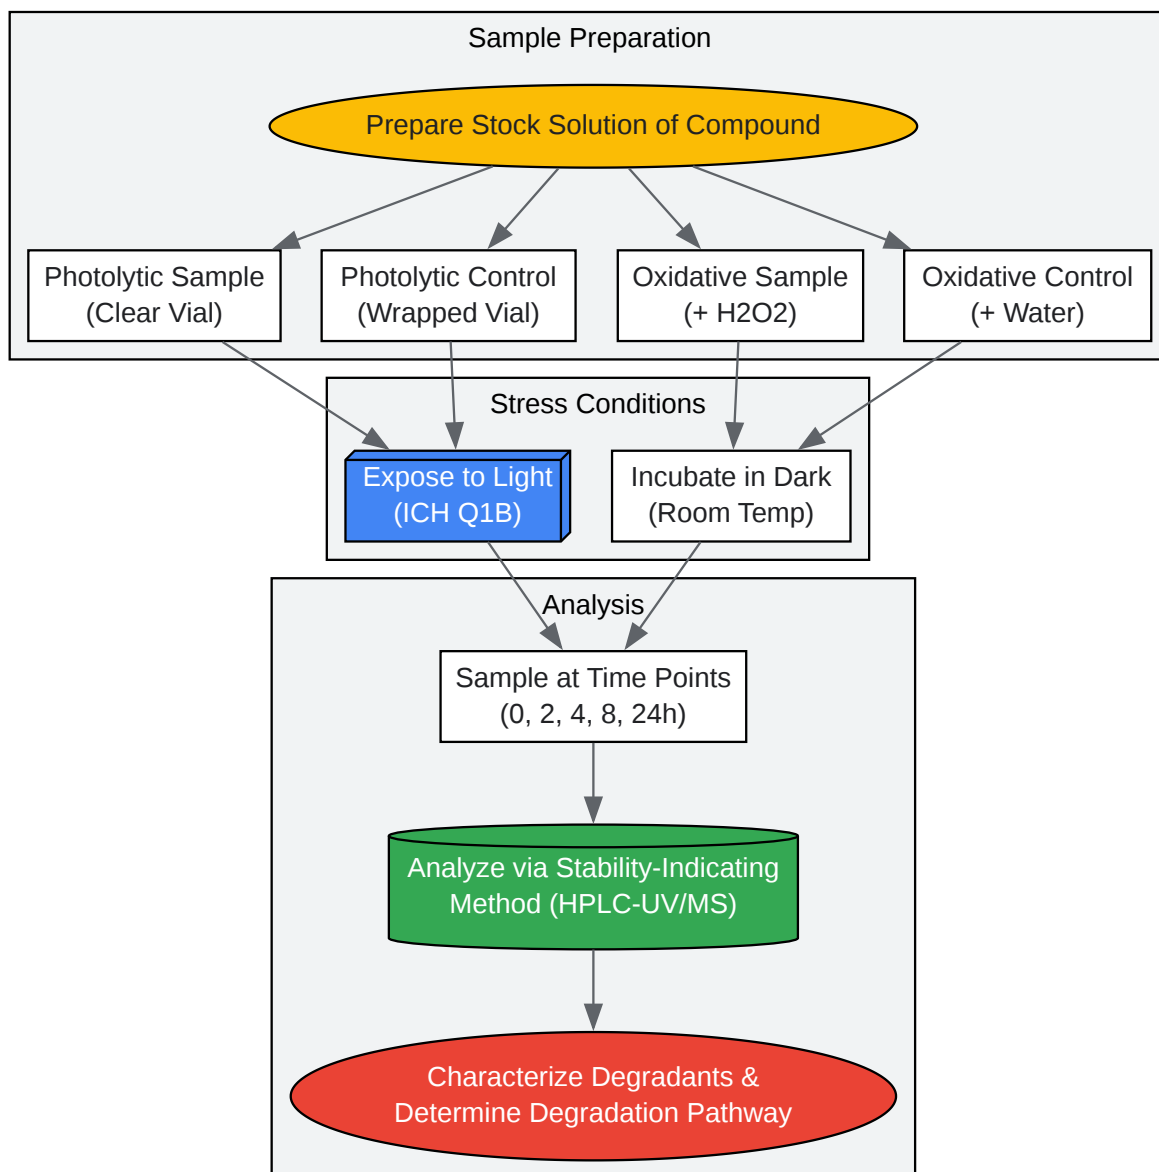 Sample Preparation
Prepare Stock Solution of Compound
Photolytic Sample
(Clear Vial)
Photolytic Control
(Wrapped Vial)
Oxidative Sample
(+ H2O2)
Oxidative Control
(+ Water)
Stress Conditions
Expose to Light
(ICH Q1B)
Incubate in Dark
(Room Temp)
Analysis
Sample at Time Points
(0, 2, 4, 8, 24h)
Analyze via Stability-Indicating
Method (HPLC-UV/MS)
Characterize Degradants &
Determine Degradation Pathway